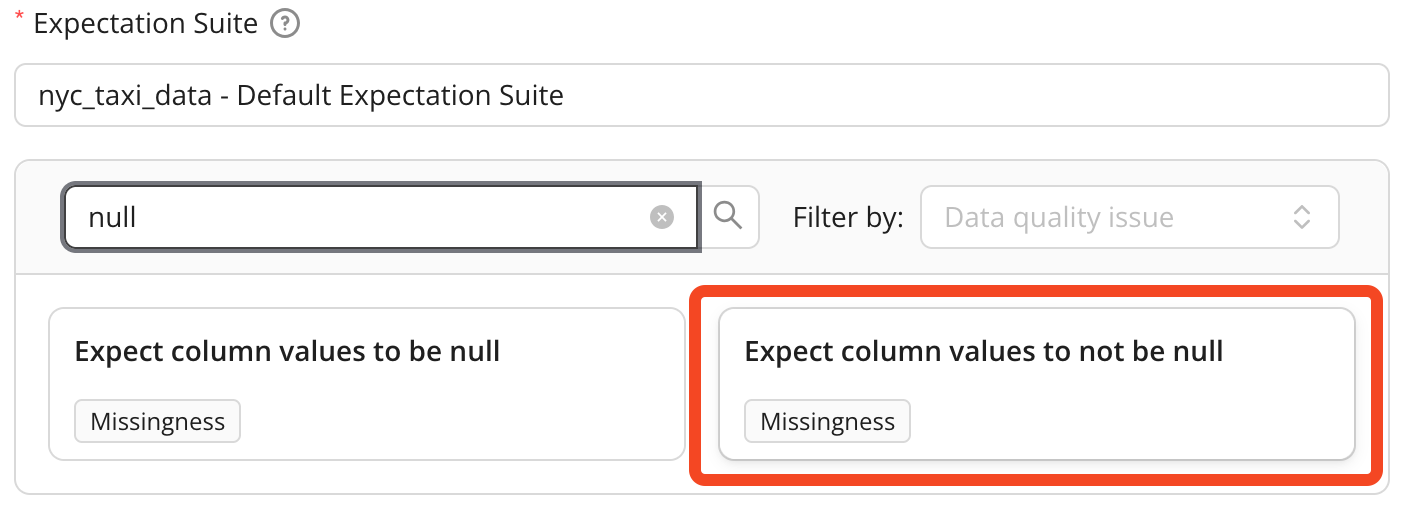 * Expectation Suite ?
nyc_taxi_data - Default Expectation Suite
null Filter by: Data quality issue
Expect column values to be null
Missingness
Expect column values to not be null
Missingness